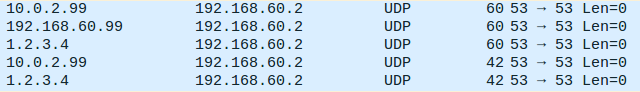 10.0.2.99 192.168.60.2 UDP 60 53 → 53 Len=0
192.168.60.99 192.168.60.2 UDP 60 53 → 53 Len=0
1.2.3.4 192.168.60.2 UDP 60 53 → 53 Len=0
10.0.2.99 192.168.60.2 UDP 42 53 → 53 Len=0
1.2.3.4 192.168.60.2 UDP 42 53 → 53 Len=0